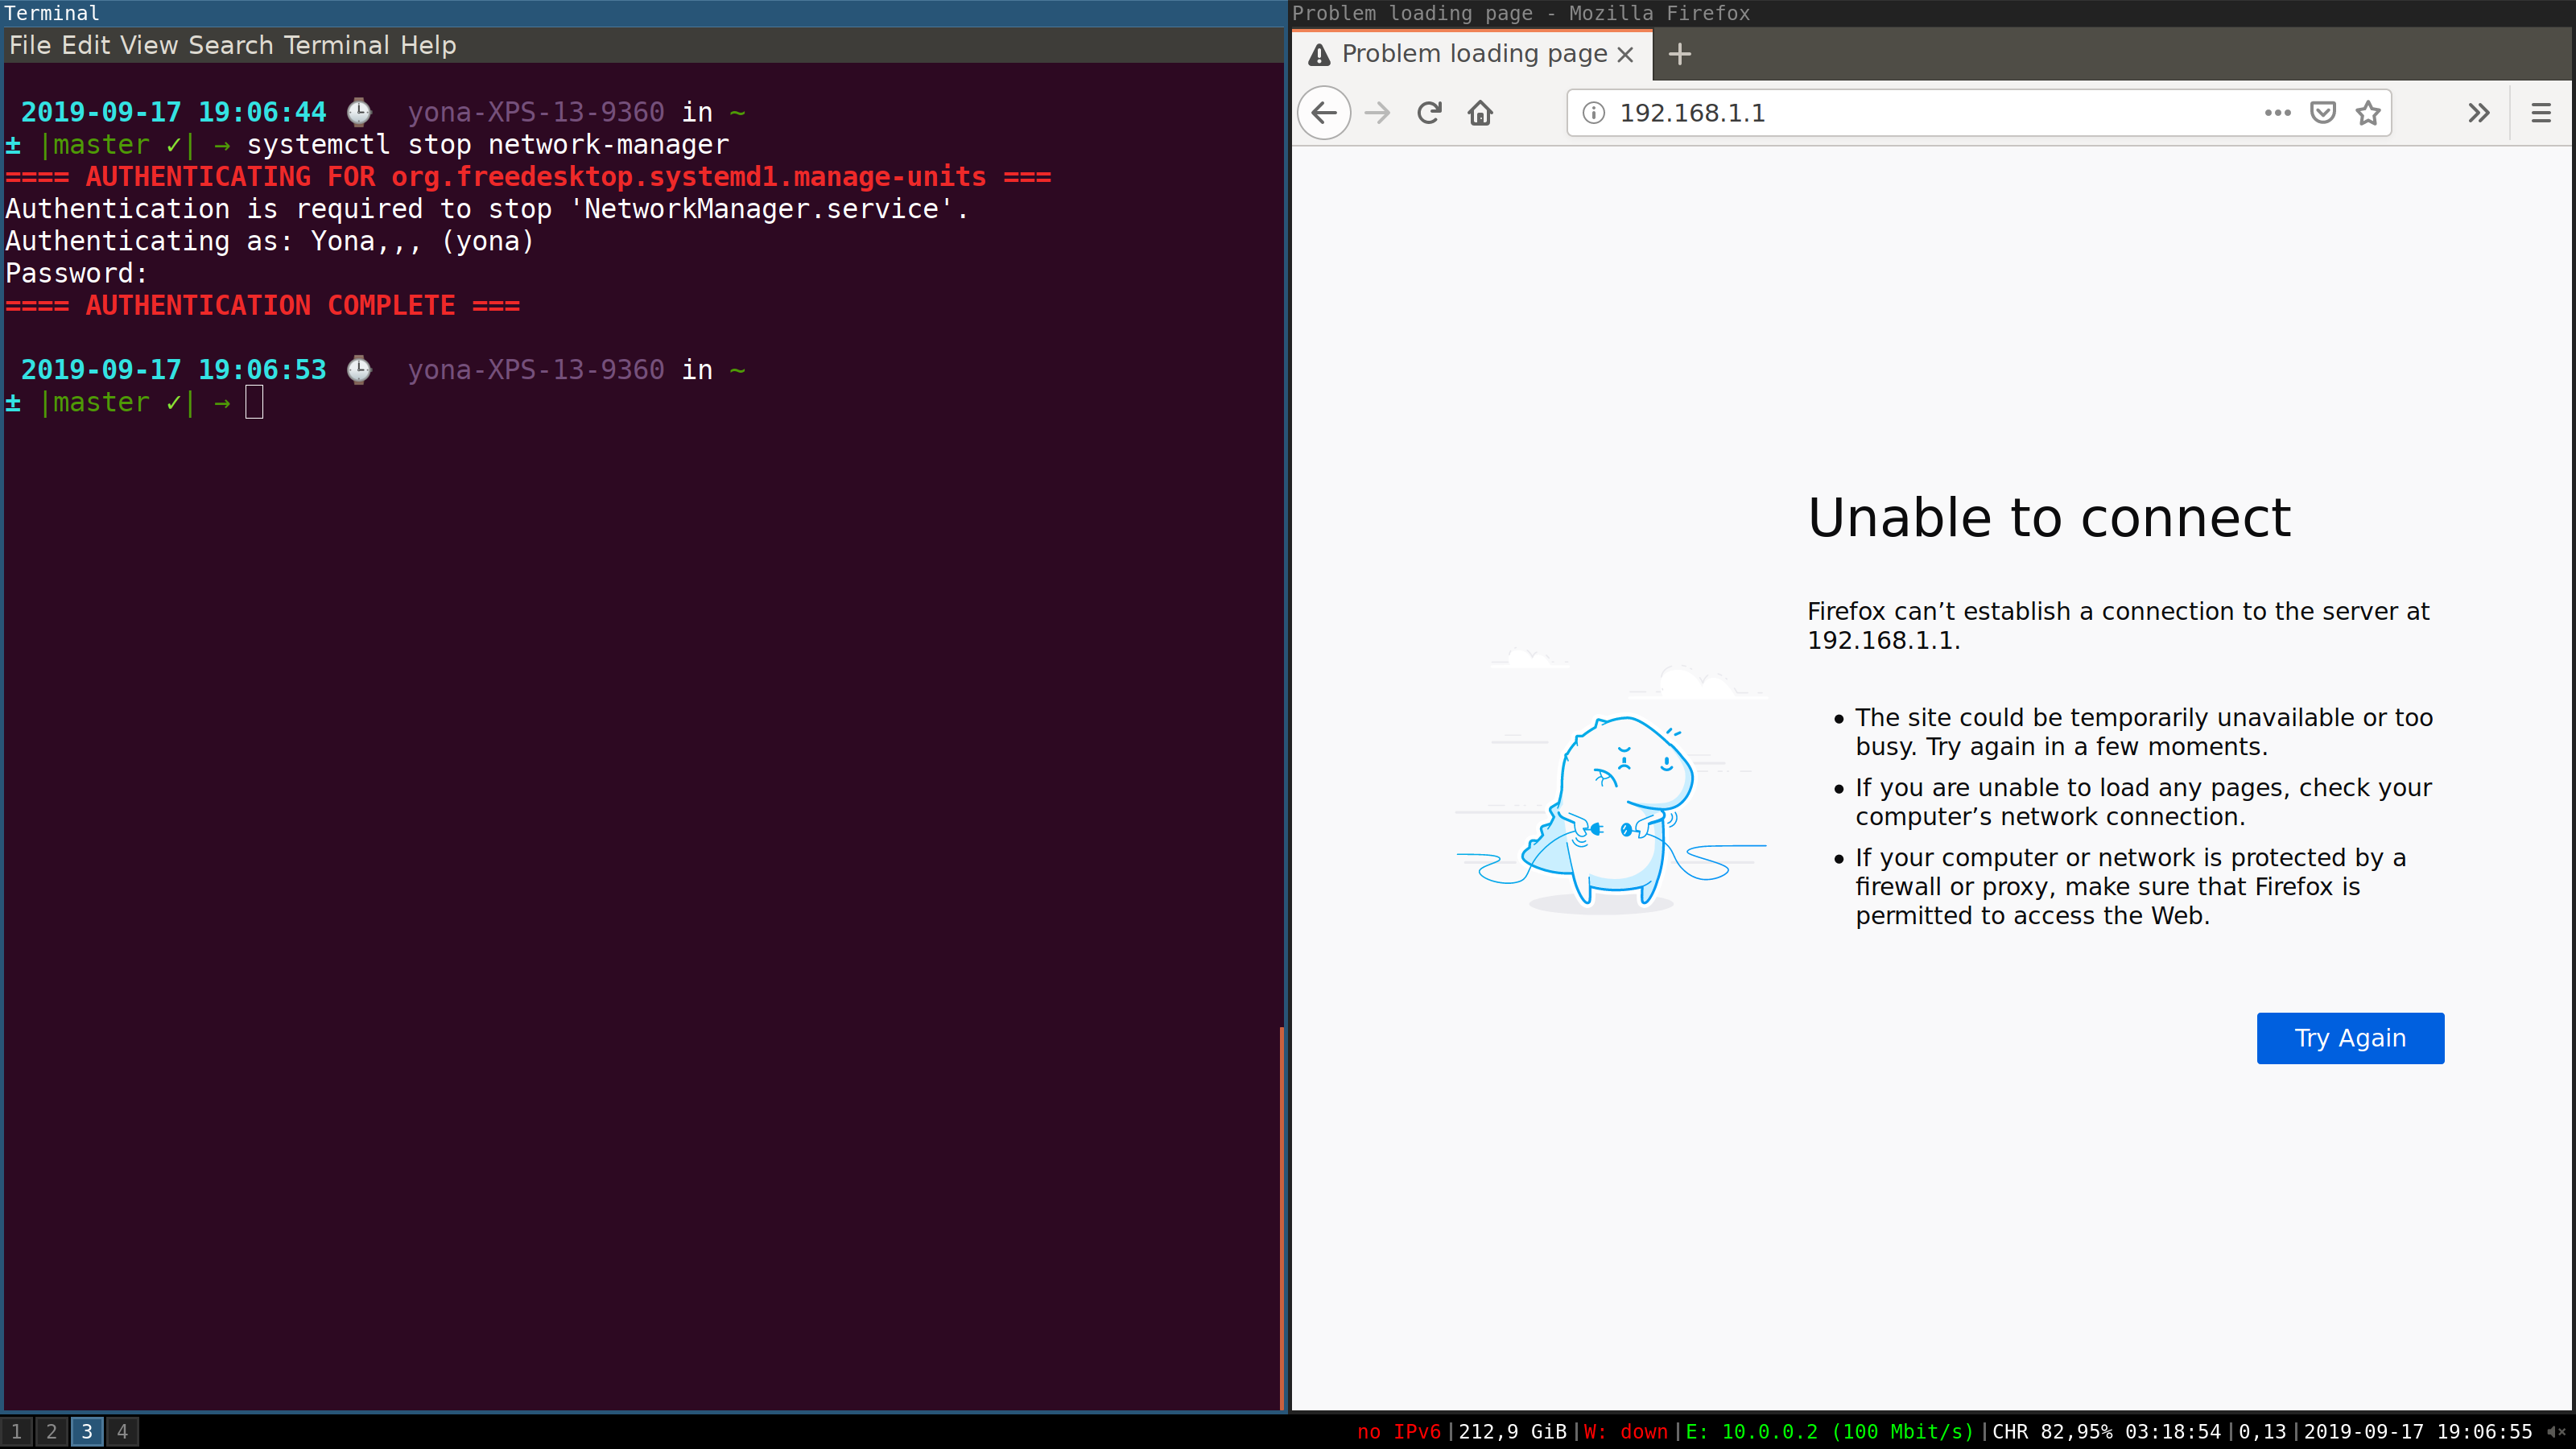 Terminal
File Edit View Search Terminal Help
2019-09-17 19:06:44 ⌚ yona-XPS-13-9360 in ~
± |master ✓| → systemctl stop network-manager
==== AUTHENTICATING FOR org.freedesktop.systemd1.manage-units ===
Authentication is required to stop 'NetworkManager.service'.
Authenticating as: Yona,,, (yona)
Password:
==== AUTHENTICATION COMPLETE ===
2019-09-17 19:06:53 ⌚ yona-XPS-13-9360 in ~
± |master ✓| →
Problem loading page - Mozilla Firefox
Problem loading page
192.168.1.1
Unable to connect
Firefox can’t establish a connection to the server at
192.168.1.1.
• The site could be temporarily unavailable or too
busy. Try again in a few moments.
• If you are unable to load any pages, check your
computer’s network connection.
• If your computer or network is protected by a
firewall or proxy, make sure that Firefox is
permitted to access the Web.
Try Again
1 2 3 4
no IPv6|212,9 GiB|W: down|E: 10.0.0.2 (100 Mbit/s)|CHR 82,95% 03:18:54|0,13|2019-09-17 19:06:55